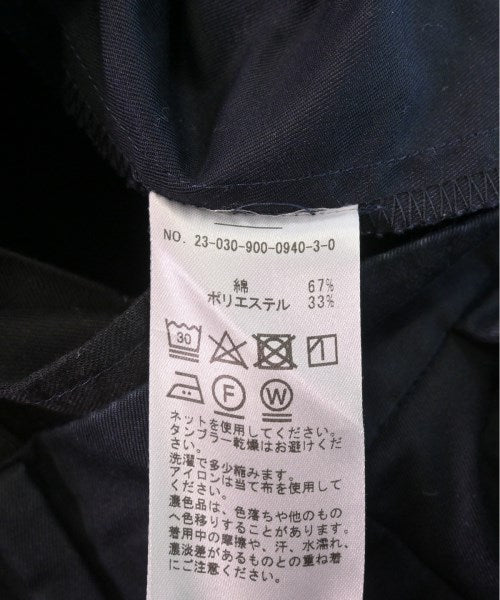 NO. 23-030-900-0940-3-0
綿 67%
ポリエステル 33%
30
F W
ネットを使用してください。
タンブラー乾燥はお避けくだ
さい。
洗濯で多少縮みます。
アイロンは当て布を使用して
ください。
濃色品は、色落ちや他のもの
へ色移りすることがあります。
着用中の摩擦や、汗、水濡れ、
濃淡差があるものとの重ね着
にご注意ください。